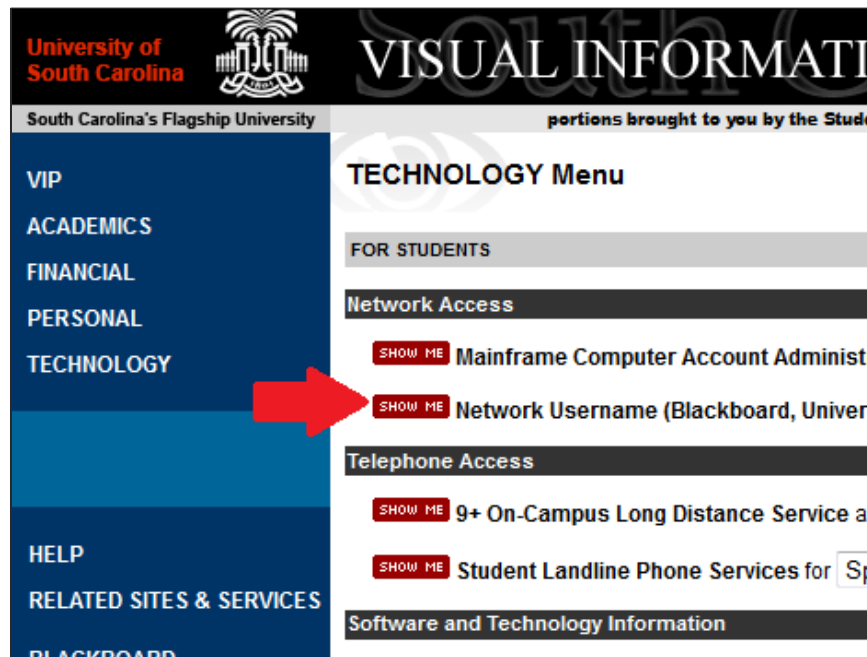 University of
South Carolina
VISUAL INFORMATI
South Carolina's Flagship University
portions brought to you by the Stude
VIP
ACADEMICS
FINANCIAL
PERSONAL
TECHNOLOGY
HELP
RELATED SITES & SERVICES
BLACKBOARD
TECHNOLOGY Menu
FOR STUDENTS
Network Access
SHOW ME Mainframe Computer Account Administ
SHOW ME Network Username (Blackboard, Univer
Telephone Access
SHOW ME 9+ On-Campus Long Distance Service a
SHOW ME Student Landline Phone Services for Sp
Software and Technology Information